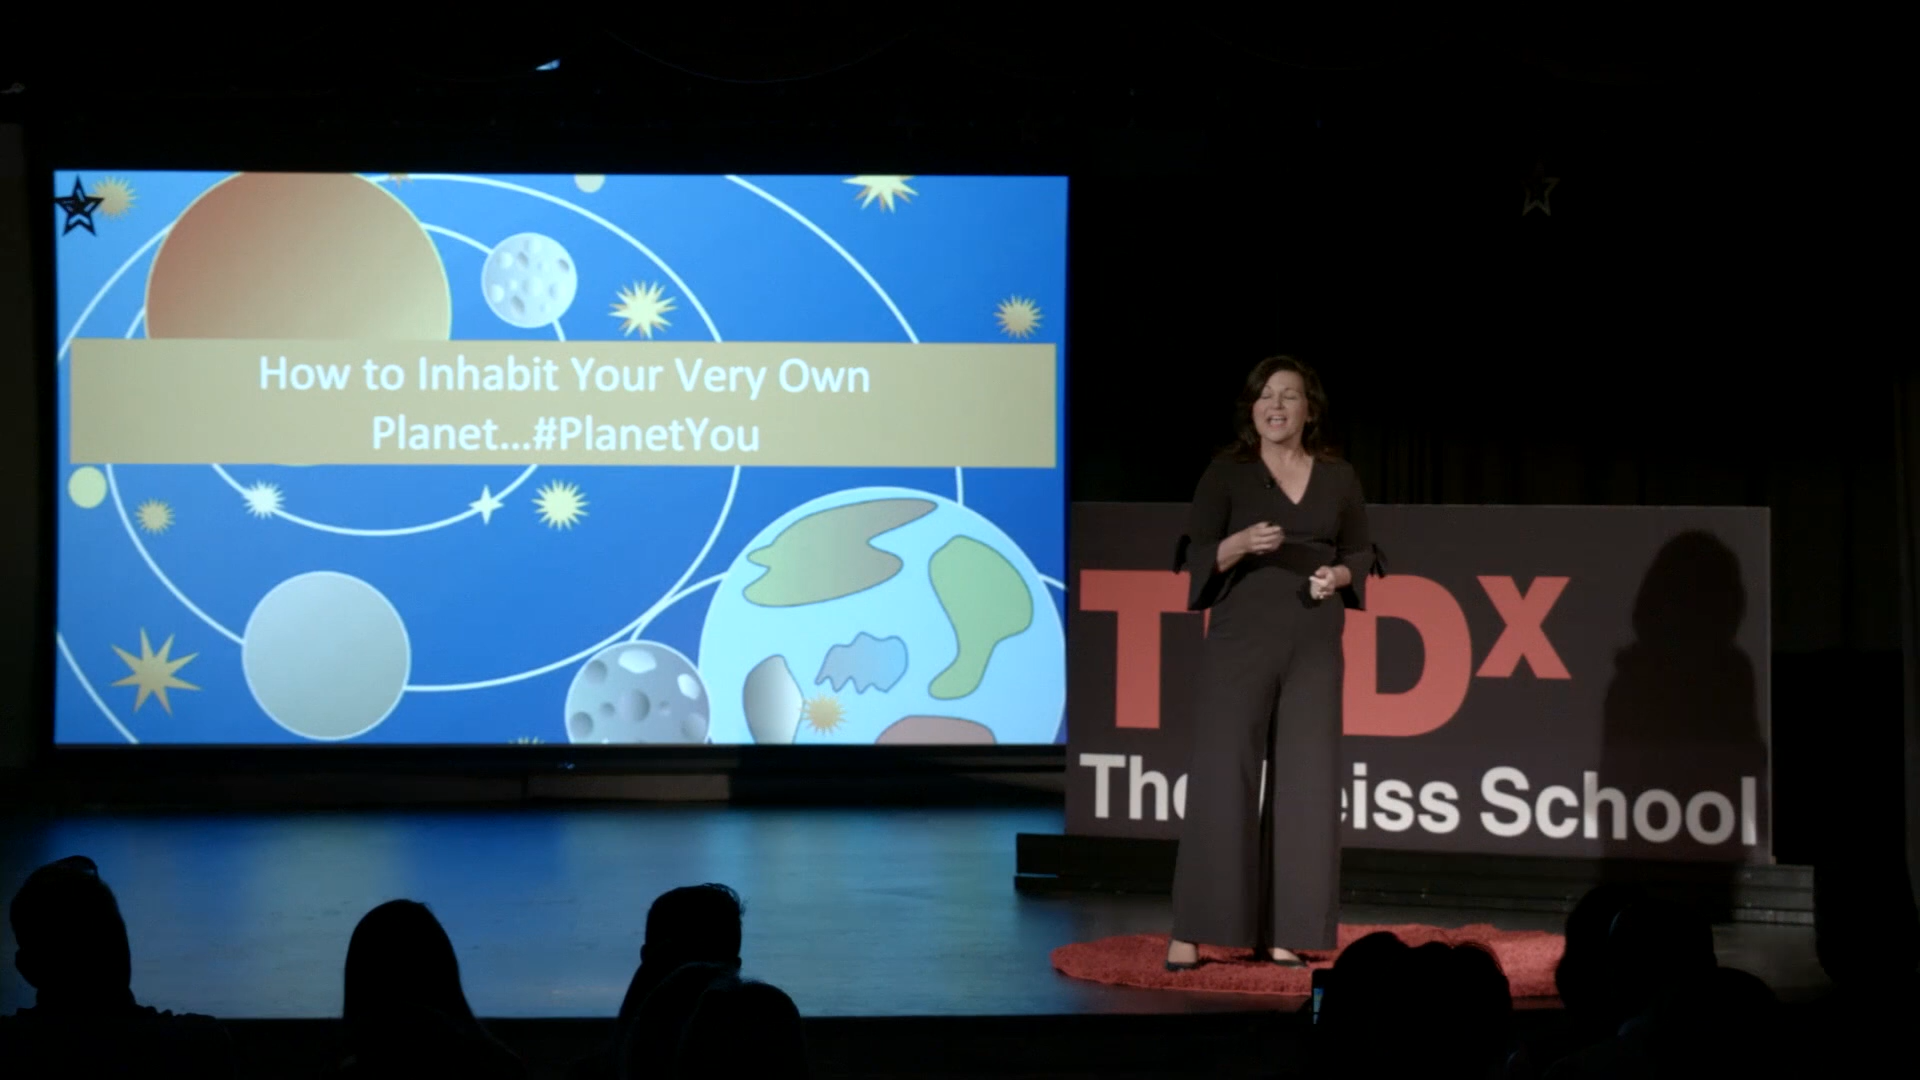 How to Inhabit Your Very Own
Planet...#PlanetYou
TEDx
The Weiss School